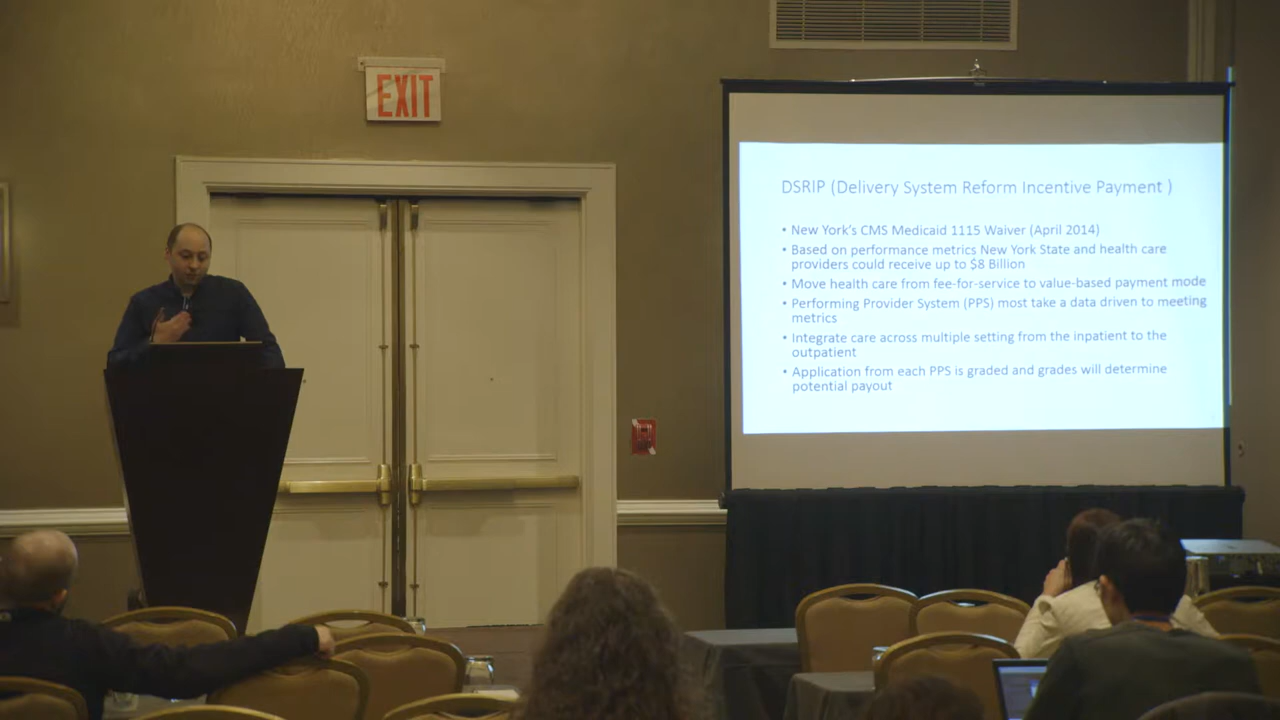 EXIT
DSRIP (Delivery System Reform Incentive Payment )
• New York's CMS Medicaid 1115 Waiver (April 2014)
• Based on performance metrics New York State and health care
providers could receive up to $8 Billion
• Move health care from fee-for-service to value-based payment mode
• Performing Provider System (PPS) most take a data driven to meeting
metrics
• Integrate care across multiple setting from the inpatient to the
outpatient
• Application from each PPS is graded and grades will determine
potential payout